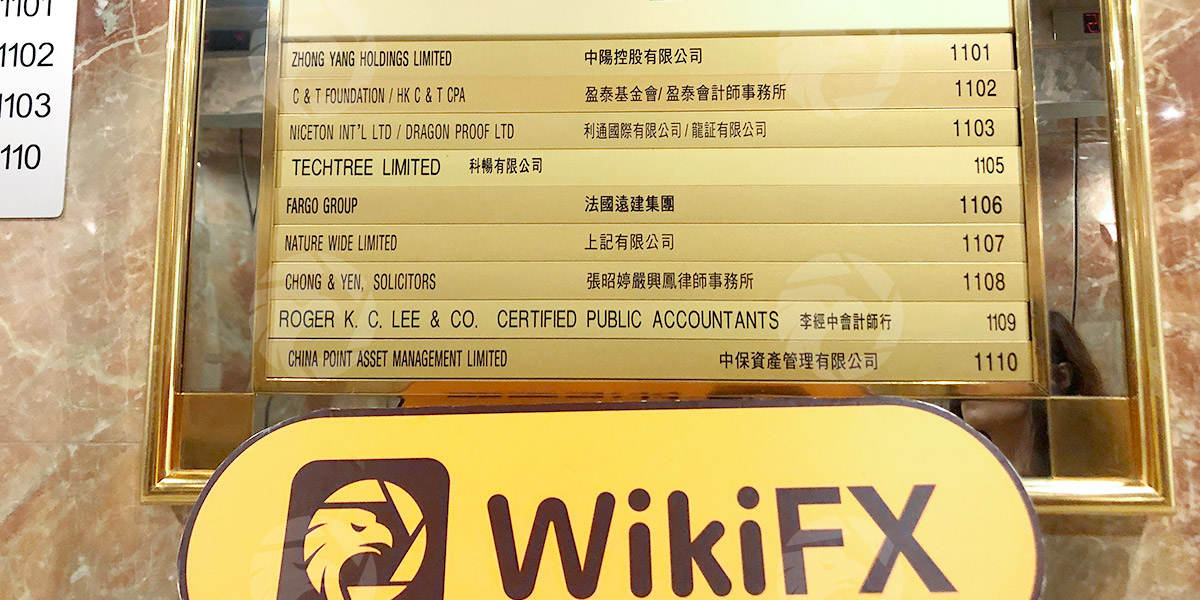 1101
1102
1103
110
ZHONG YANG HOLDINGS LIMITED 中陽控股有限公司 1101
C & T FOUNDATION / HK C & T CPA 盈泰基金會/ 盈泰會計師事務所 1102
NICETON INT'L LTD / DRAGON PROOF LTD 利通國際有限公司/龍証有限公司 1103
TECHTREE LIMITED 科暢有限公司 1105
FARGO GROUP 法國遠建集團 1106
NATURE WIDE LIMITED 上記有限公司 1107
CHONG & YEN, SOLICITORS 張昭婷嚴興鳳律師事務所 1108
ROGER K. C. LEE & CO. CERTIFIED PUBLIC ACCOUNTANTS 李經中會計師行 1109
CHINA POINT ASSET MANAGEMENT LIMITED 中保資產管理有限公司 1110
WikiFX